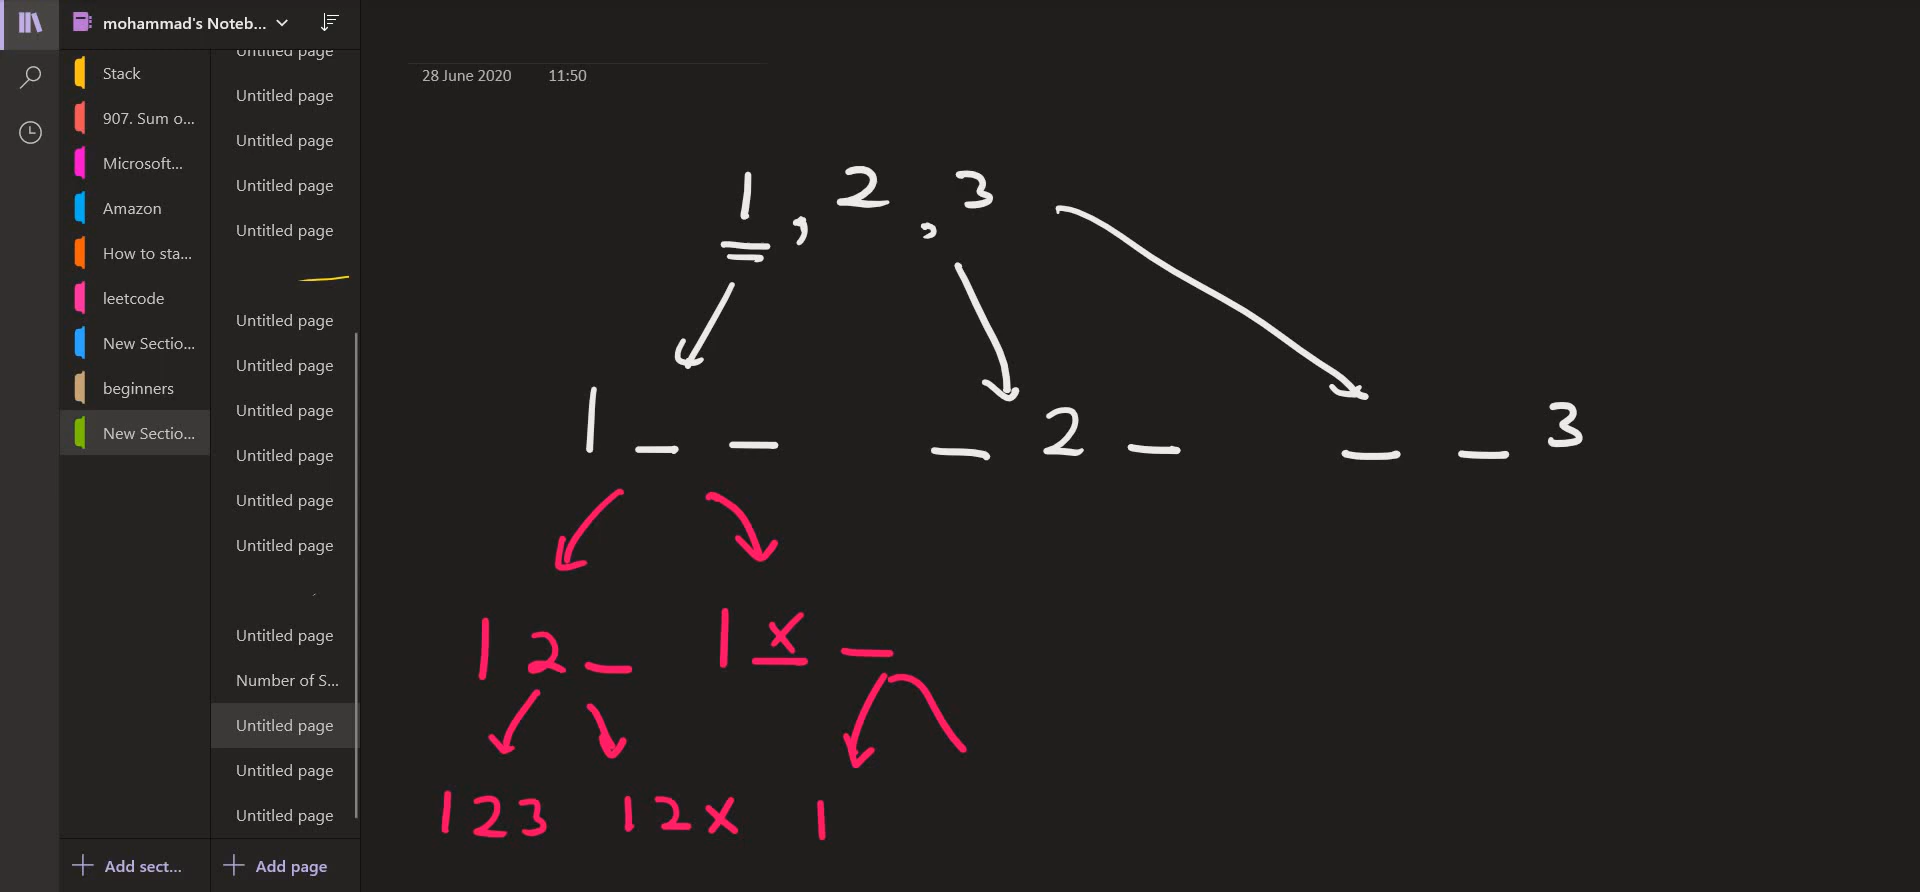 mohammad's Noteb...
Stack
907. Sum o...
Microsoft...
Amazon
How to sta...
leetcode
New Sectio...
beginners
New Sectio...
Add sect...
Untitled page
Untitled page
Untitled page
Untitled page
Untitled page
Untitled page
Untitled page
Untitled page
Untitled page
Untitled page
Untitled page
Untitled page
Number of S...
Untitled page
Untitled page
Untitled page
Add page
28 June 2020 11:50
1, 2, 3
1 _ _ _ 2 _ _ _ 3
1 2 _ 1 x _
1 2 3 1 2 x 1